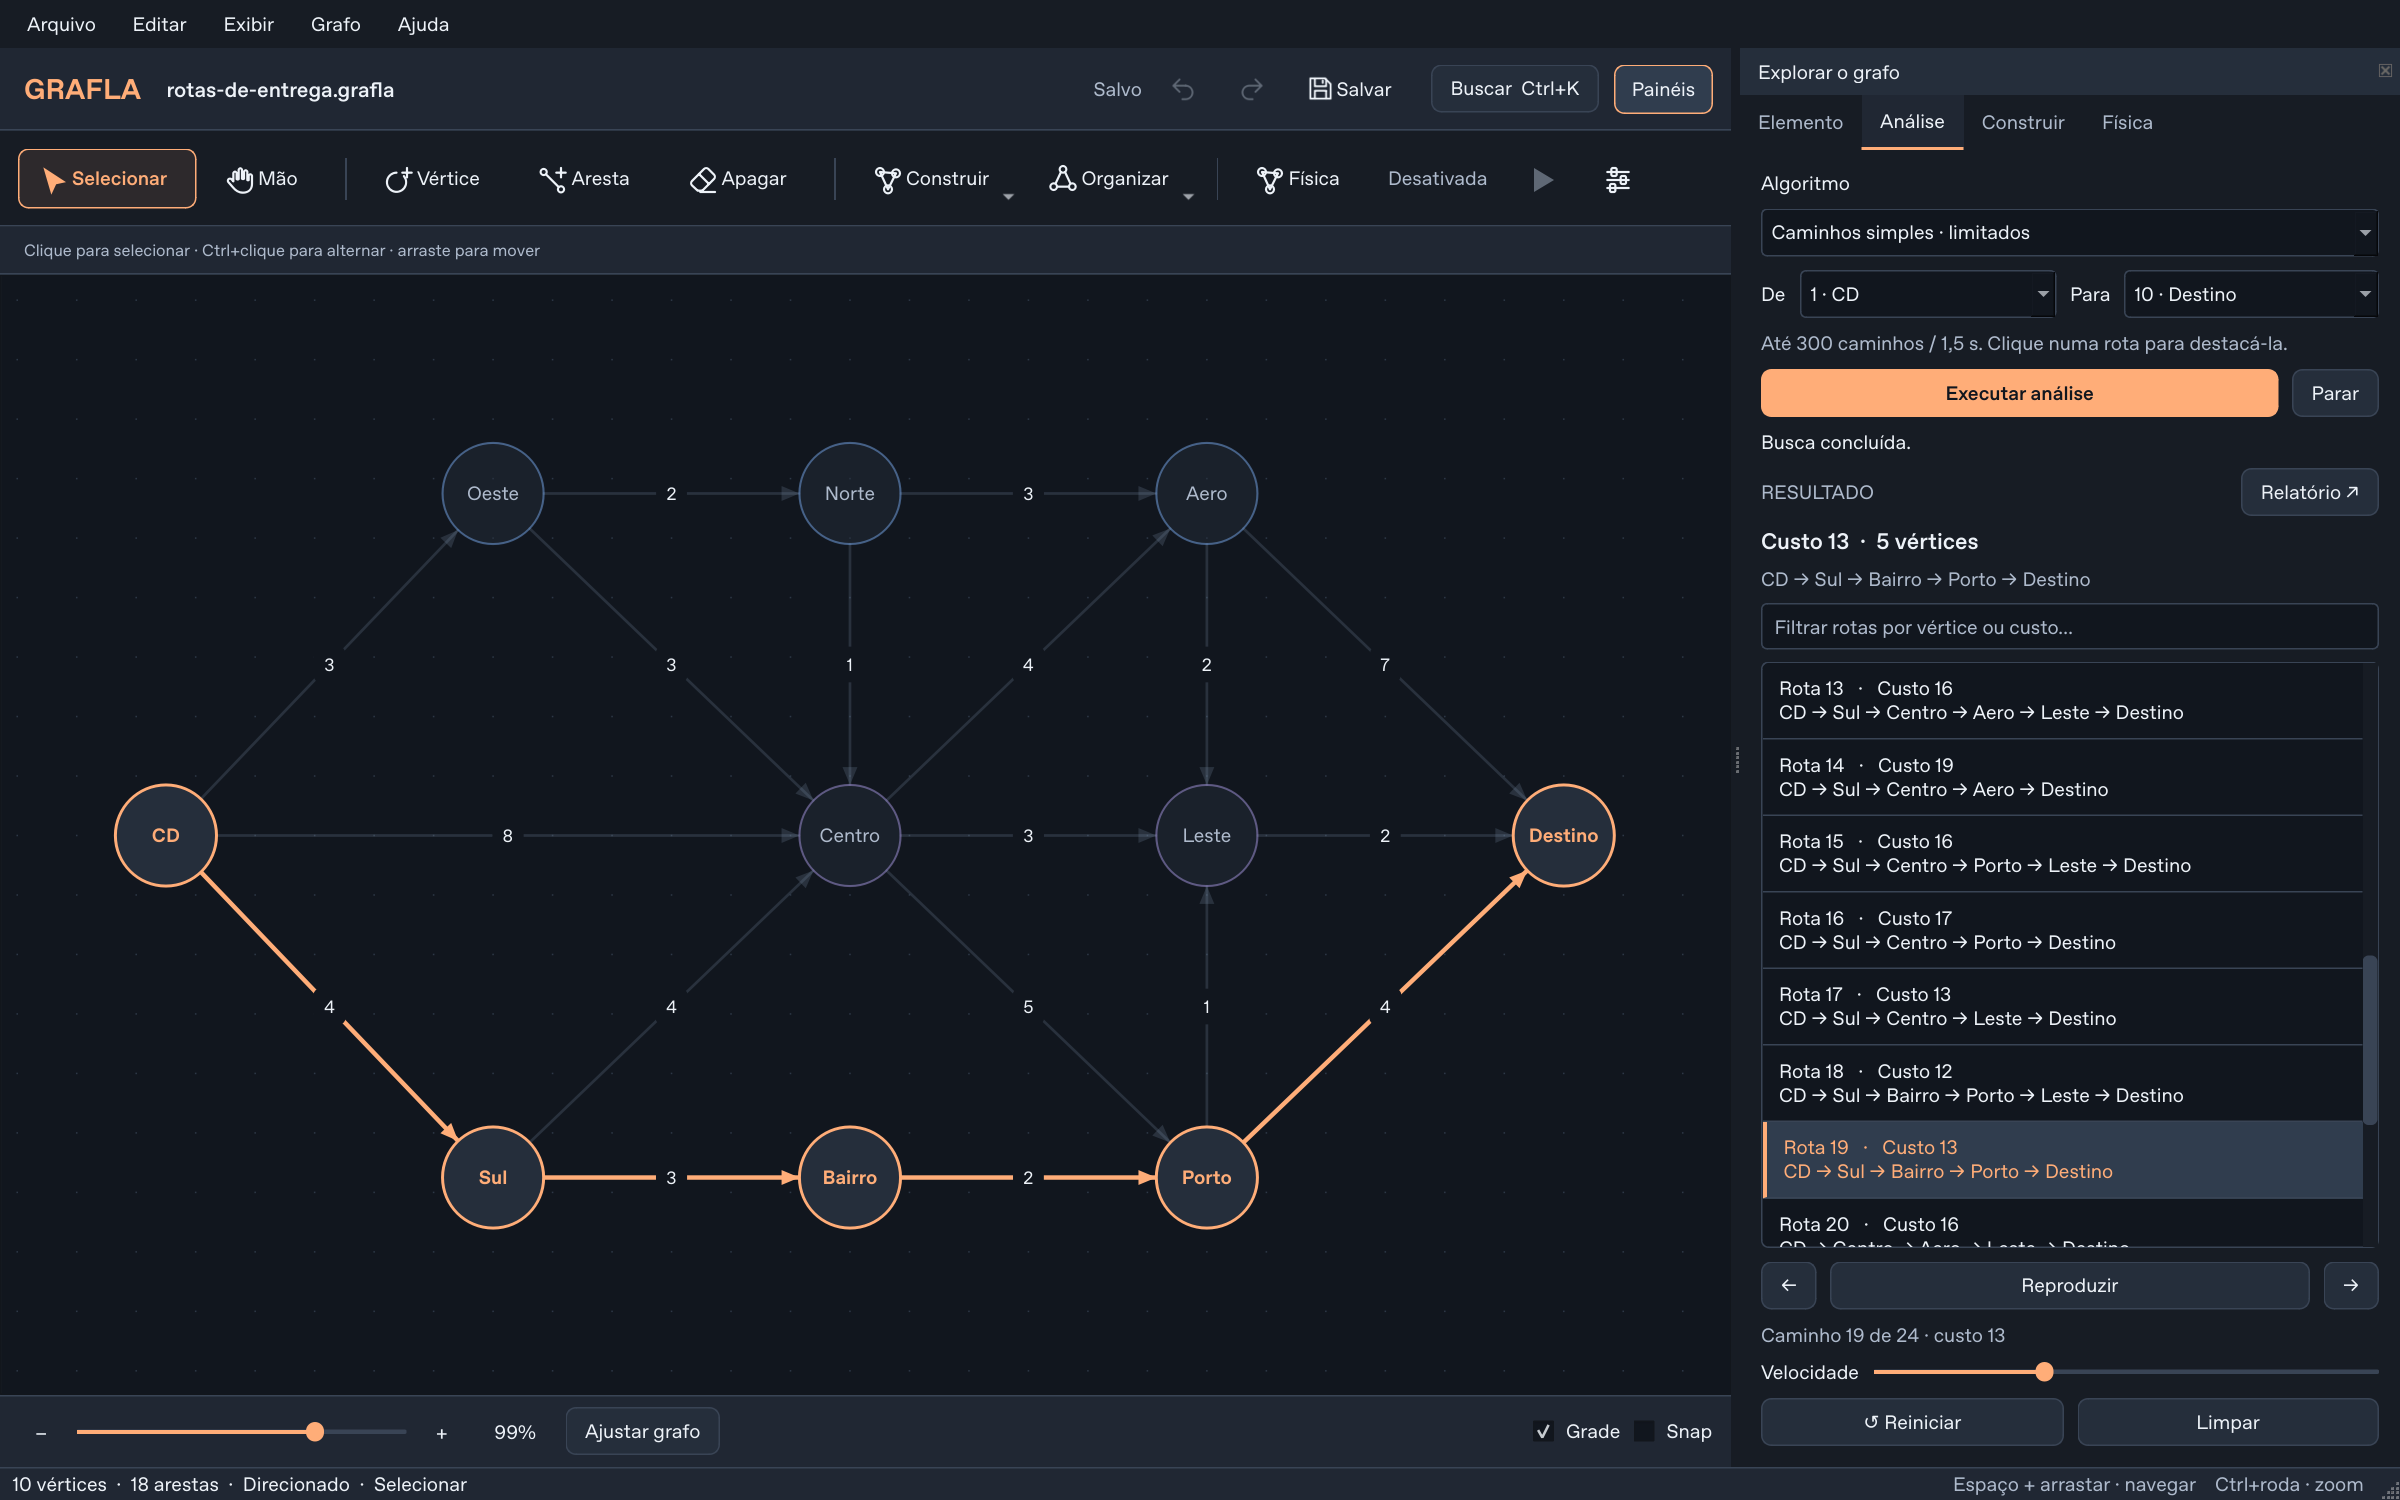 Arquivo Editar Exibir Grafo Ajuda
GRAFLA rotas-de-entrega.grafla Salvo Salvar Buscar Ctrl+K Painéis
Selecionar Mão Vértice Aresta Apagar Construir Organizar Física Desativada
Clique para selecionar · Ctrl+clique para alternar · arraste para mover
Oeste 2 Norte 3 Aero
3 3 1 4 2 7
CD 8 Centro 3 Leste 2 Destino
4 4 5 1 4
Sul 3 Bairro 2 Porto
− + 99% Ajustar grafo Grade Snap
10 vértices · 18 arestas · Direcionado · Selecionar
Explorar o grafo
Elemento Análise Construir Física
Algoritmo
Caminhos simples · limitados
De 1 · CD Para 10 · Destino
Até 300 caminhos / 1,5 s. Clique numa rota para destacá-la.
Executar análise Parar
Busca concluída.
RESULTADO Relatório ↗
Custo 13 · 5 vértices
CD → Sul → Bairro → Porto → Destino
Filtrar rotas por vértice ou custo...
Rota 13 · Custo 16
CD → Sul → Centro → Aero → Leste → Destino
Rota 14 · Custo 19
CD → Sul → Centro → Aero → Destino
Rota 15 · Custo 16
CD → Sul → Centro → Porto → Leste → Destino
Rota 16 · Custo 17
CD → Sul → Centro → Porto → Destino
Rota 17 · Custo 13
CD → Sul → Centro → Leste → Destino
Rota 18 · Custo 12
CD → Sul → Bairro → Porto → Leste → Destino
Rota 19 · Custo 13
CD → Sul → Bairro → Porto → Destino
Rota 20 · Custo 16
CD → Centro → Aero → Leste → Destino
← Reproduzir →
Caminho 19 de 24 · custo 13
Velocidade
↺ Reiniciar Limpar
Espaço + arrastar · navegar Ctrl+roda · zoom